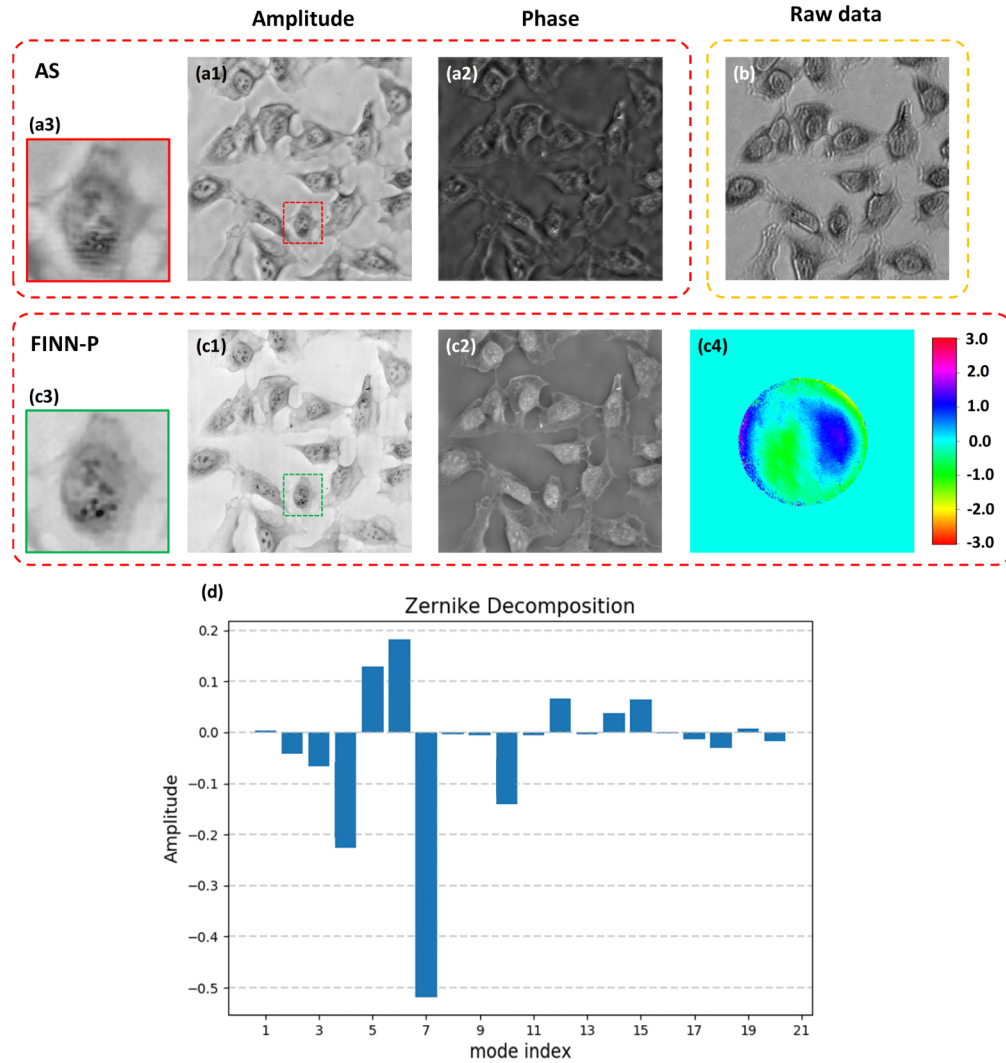 Amplitude Phase Raw data
AS
(a1) (a2) (b)
(a3)
FINN-P
(c1) (c2) (c4)
(c3)
3.0
2.0
1.0
0.0
-1.0
-2.0
-3.0
(d)
Zernike Decomposition
0.2
0.1
0.0
−0.1
−0.2
−0.3
−0.4
−0.5
Amplitude
1 3 5 7 9 11 13 15 17 19 21
mode index